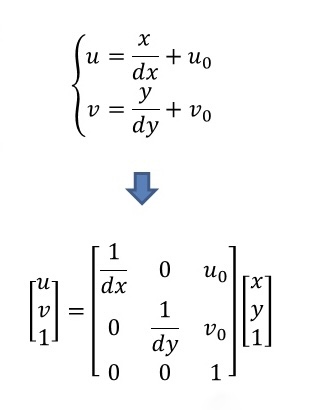 u = x/dx + u₀
v = y/dy + v₀
[u v 1] = [1/dx 0 u₀; 0 1/dy v₀; 0 0 1] [x y 1]